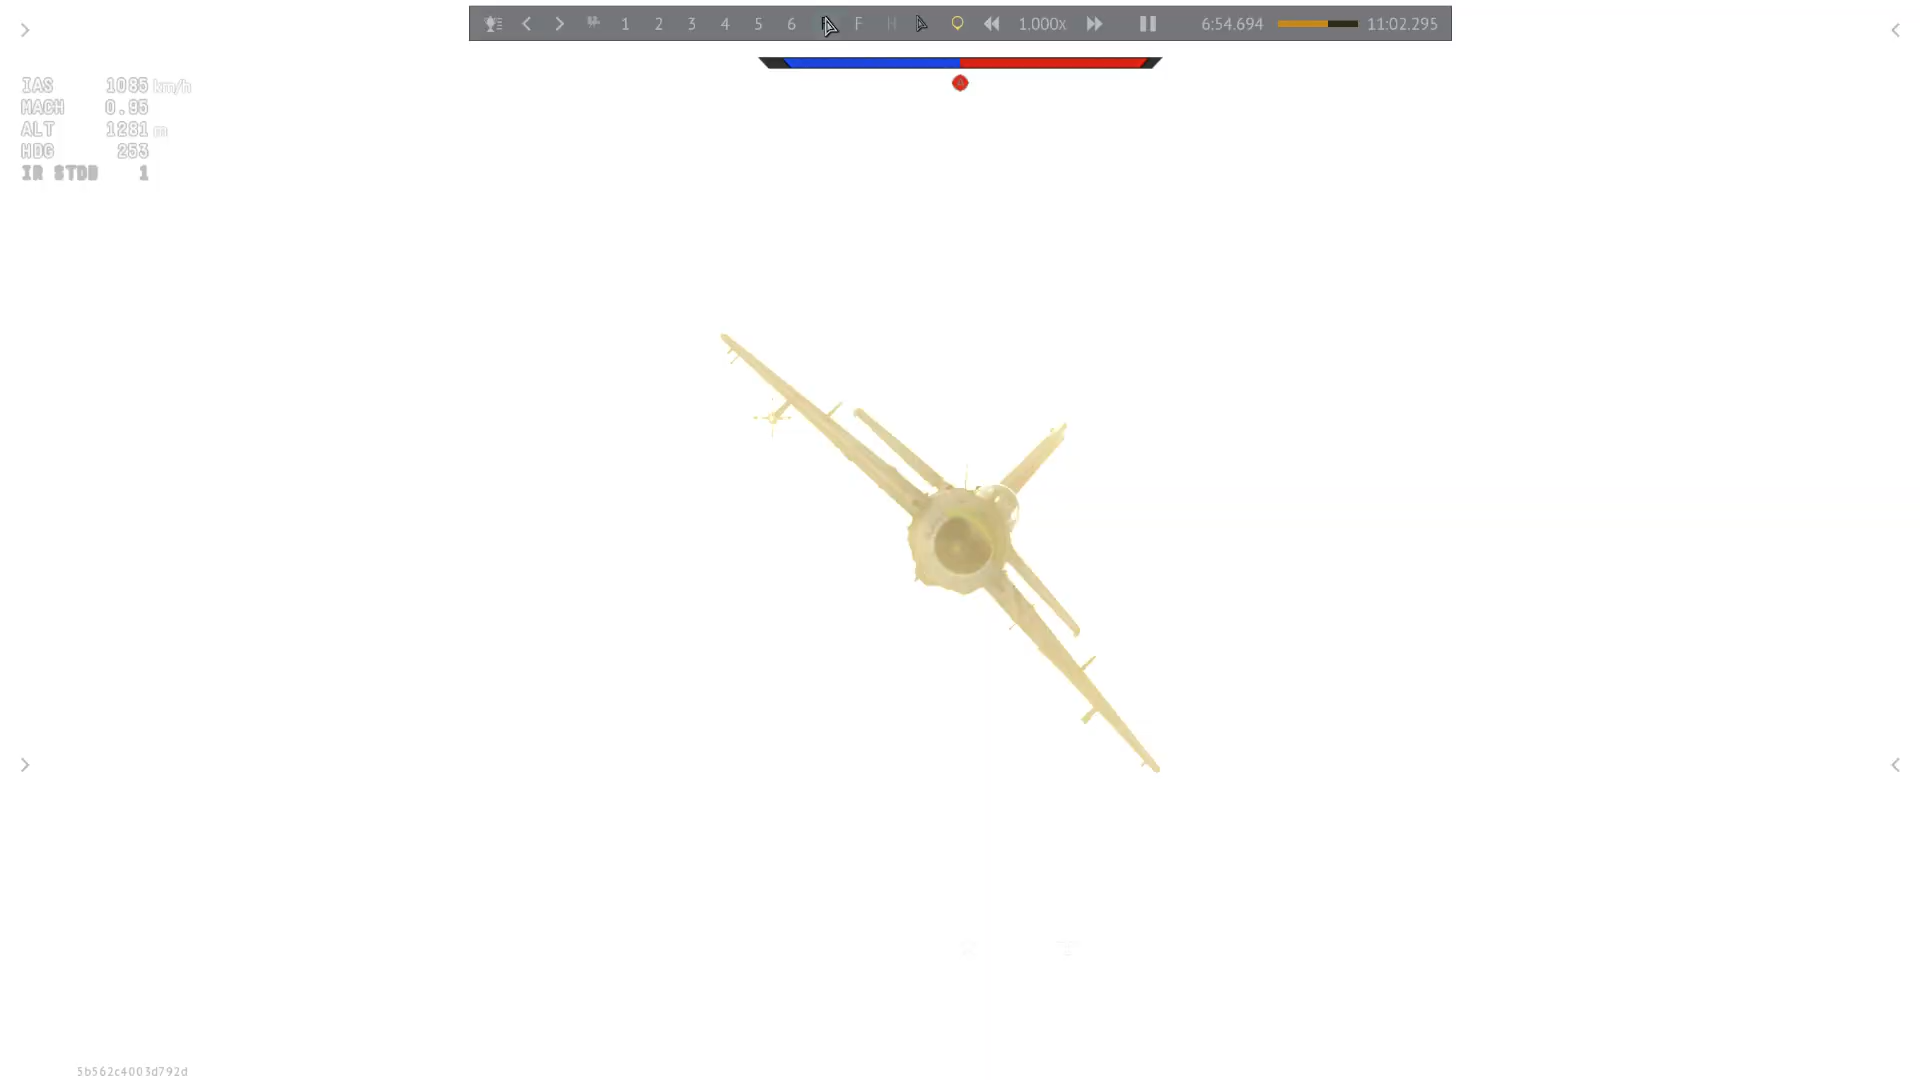 1 2 3 4 5 6 F H 1.000x 6:54.694 11:02.295
IAS 1085 km/h
MACH 0.95
ALT 1281 m
HDG 253
IR STDB 1
5b562c4003d792d